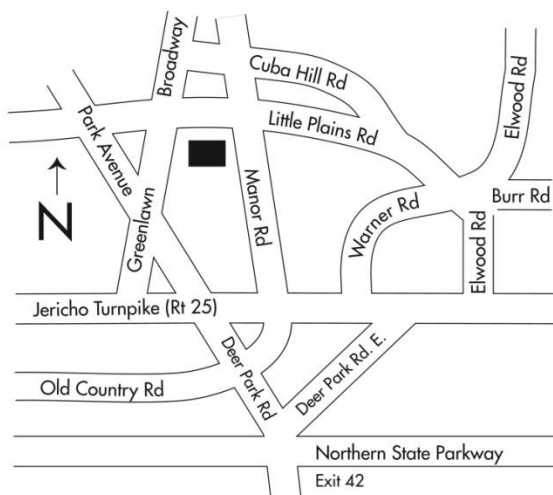 Broadway
Cuba Hill Rd
Elwood Rd
Park Avenue
Little Plains Rd
N
Greenlawn
Manor Rd
Warner Rd
Burr Rd
Elwood Rd
Jericho Turnpike (Rt 25)
Deer Park Rd
Deer Park Rd. E.
Old Country Rd
Northern State Parkway
Exit 42